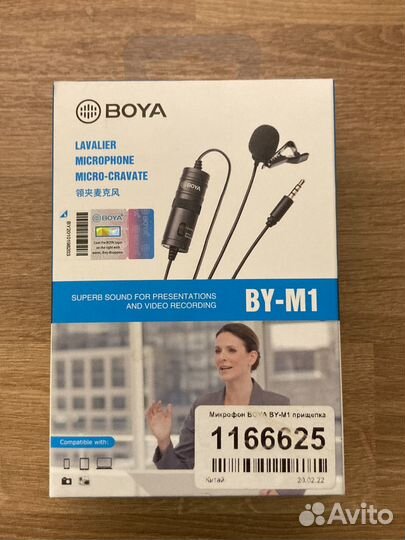 BOYA
LAVALIER
MICROPHONE
MICRO-CRAVATE
领夹麦克风
BOYA
SUPERB SOUND FOR PRESENTATIONS
AND VIDEO RECORDING
BY-M1
Микрофон BOYA BY-M1 прищепка
1166625
Китай
20.02.22
Compatible with:
Avito